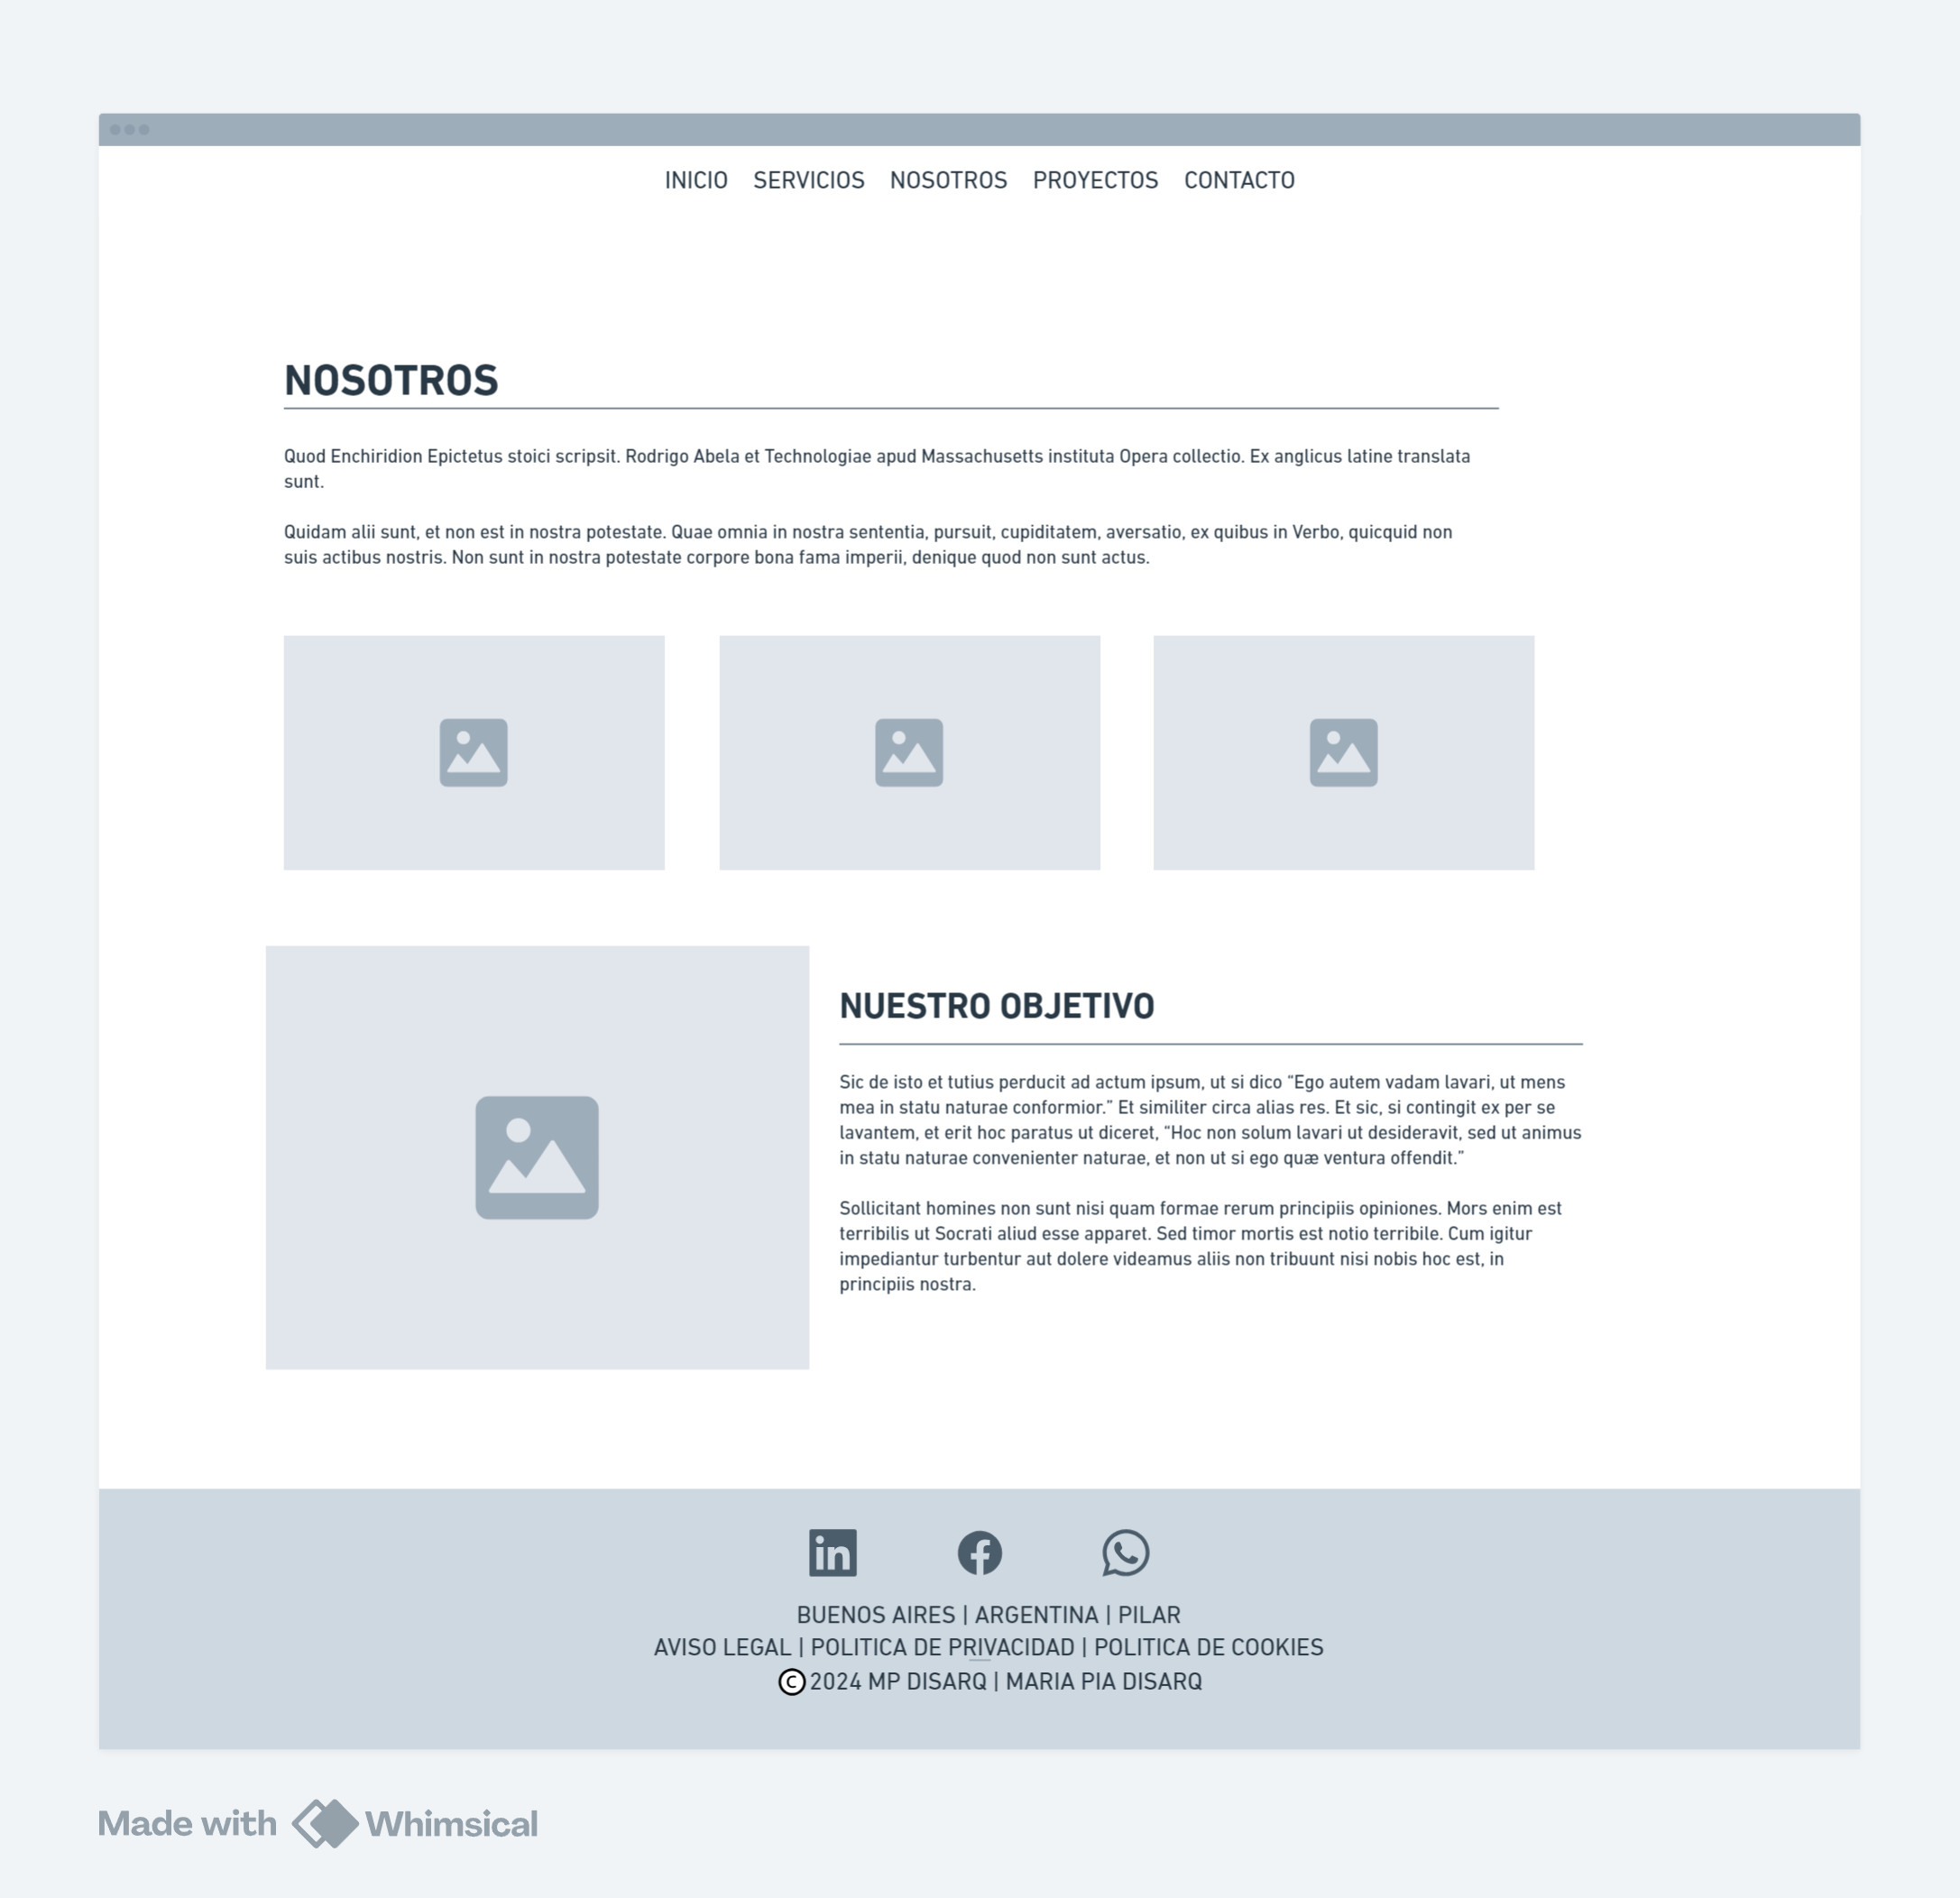 INICIO SERVICIOS NOSOTROS PROYECTOS CONTACTO
NOSOTROS
Quod Enchiridion Epictetus stoici scripsit. Rodrigo Abela et Technologiae apud Massachusetts instituta Opera collectio. Ex anglicus latine translata
sunt.
Quidam alii sunt, et non est in nostra potestate. Quae omnia in nostra sententia, pursuit, cupiditatem, aversatio, ex quibus in Verbo, quicquid non
suis actibus nostris. Non sunt in nostra potestate corpore bona fama imperii, denique quod non sunt actus.
NUESTRO OBJETIVO
Sic de isto et tutius perducit ad actum ipsum, ut si dico “Ego autem vadam lavari, ut mens
mea in statu naturae conformior.” Et similiter circa alias res. Et sic, si contingit ex per se
lavantem, et erit hoc paratus ut diceret, “Hoc non solum lavari ut desideravit, sed ut animus
in statu naturae convenienter naturae, et non ut si ego quæ ventura offendit.”
Sollicitant homines non sunt nisi quam formae rerum principiis opiniones. Mors enim est
terribilis ut Socrati aliud esse apparet. Sed timor mortis est notio terribile. Cum igitur
impediantur turbentur aut dolere videamus aliis non tribuunt nisi nobis hoc est, in
principiis nostra.
in f
BUENOS AIRES | ARGENTINA | PILAR
AVISO LEGAL | POLITICA DE PRIVACIDAD | POLITICA DE COOKIES
© 2024 MP DISARQ | MARIA PIA DISARQ
Made with Whimsical